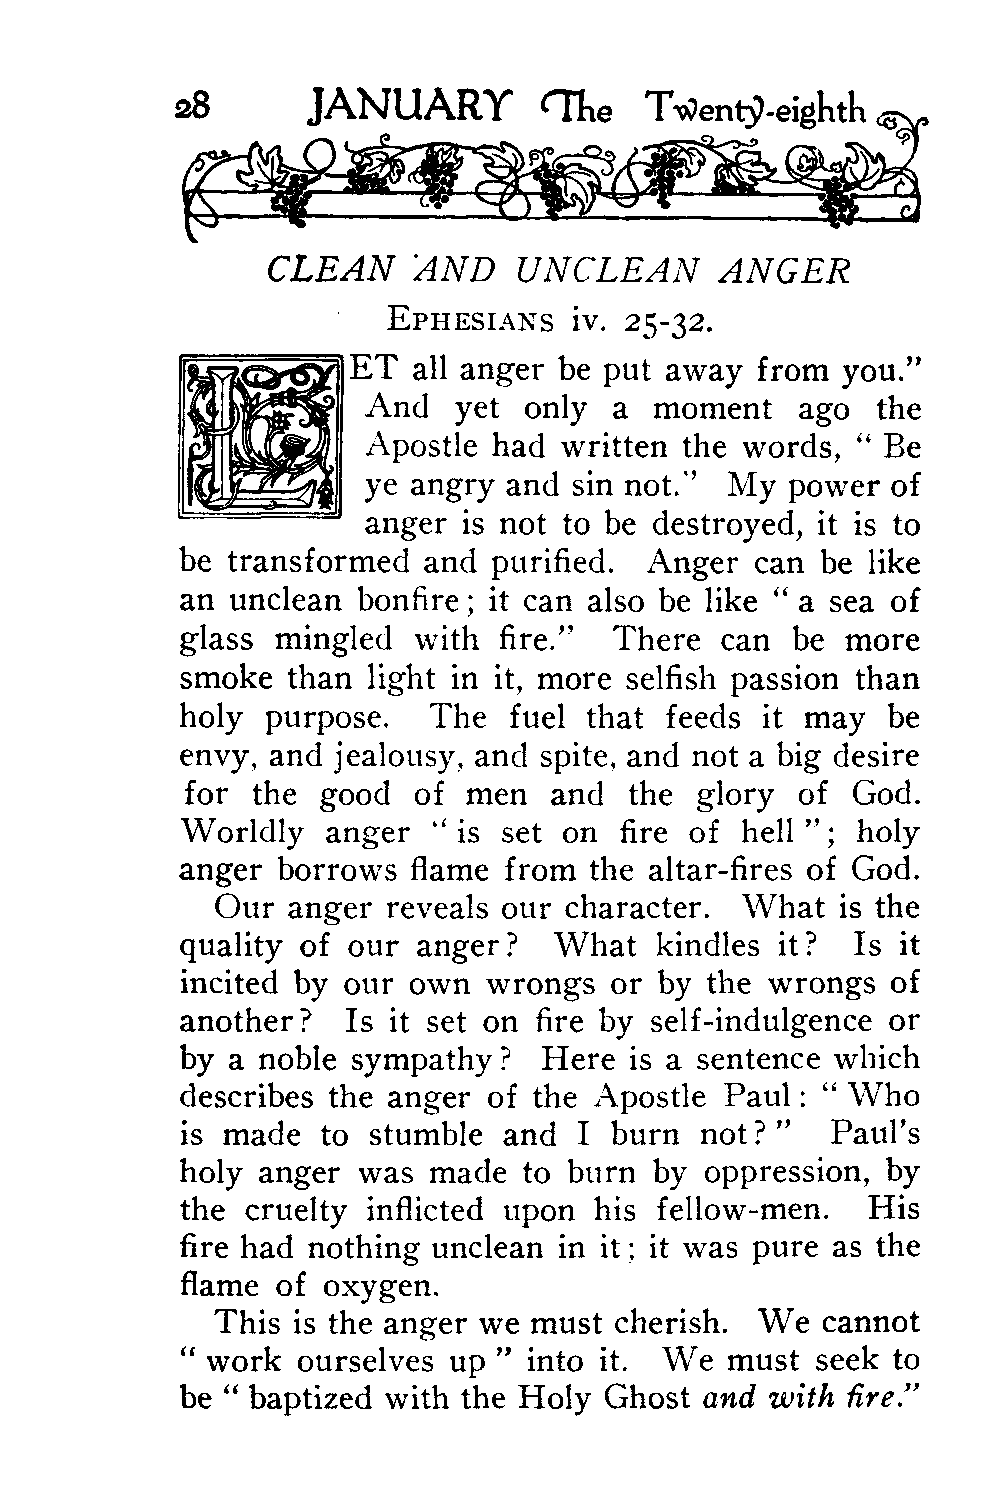 28 JANUARY The Twenty-eighth
CLEAN AND UNCLEAN ANGER
EPHESIANS iv. 25-32.
LET all anger be put away from you.”
And yet only a moment ago the
Apostle had written the words, “ Be
ye angry and sin not.” My power of
anger is not to be destroyed, it is to
be transformed and purified. Anger can be like
an unclean bonfire ; it can also be like “ a sea of
glass mingled with fire.” There can be more
smoke than light in it, more selfish passion than
holy purpose. The fuel that feeds it may be
envy, and jealousy, and spite, and not a big desire
for the good of men and the glory of God.
Worldly anger “ is set on fire of hell ” ; holy
anger borrows flame from the altar-fires of God.
Our anger reveals our character. What is the
quality of our anger ? What kindles it ? Is it
incited by our own wrongs or by the wrongs of
another ? Is it set on fire by self-indulgence or
by a noble sympathy ? Here is a sentence which
describes the anger of the Apostle Paul : “ Who
is made to stumble and I burn not ? ” Paul’s
holy anger was made to burn by oppression, by
the cruelty inflicted upon his fellow-men. His
fire had nothing unclean in it ; it was pure as the
flame of oxygen.
This is the anger we must cherish. We cannot
“ work ourselves up ” into it. We must seek to
be “ baptized with the Holy Ghost and with fire.”